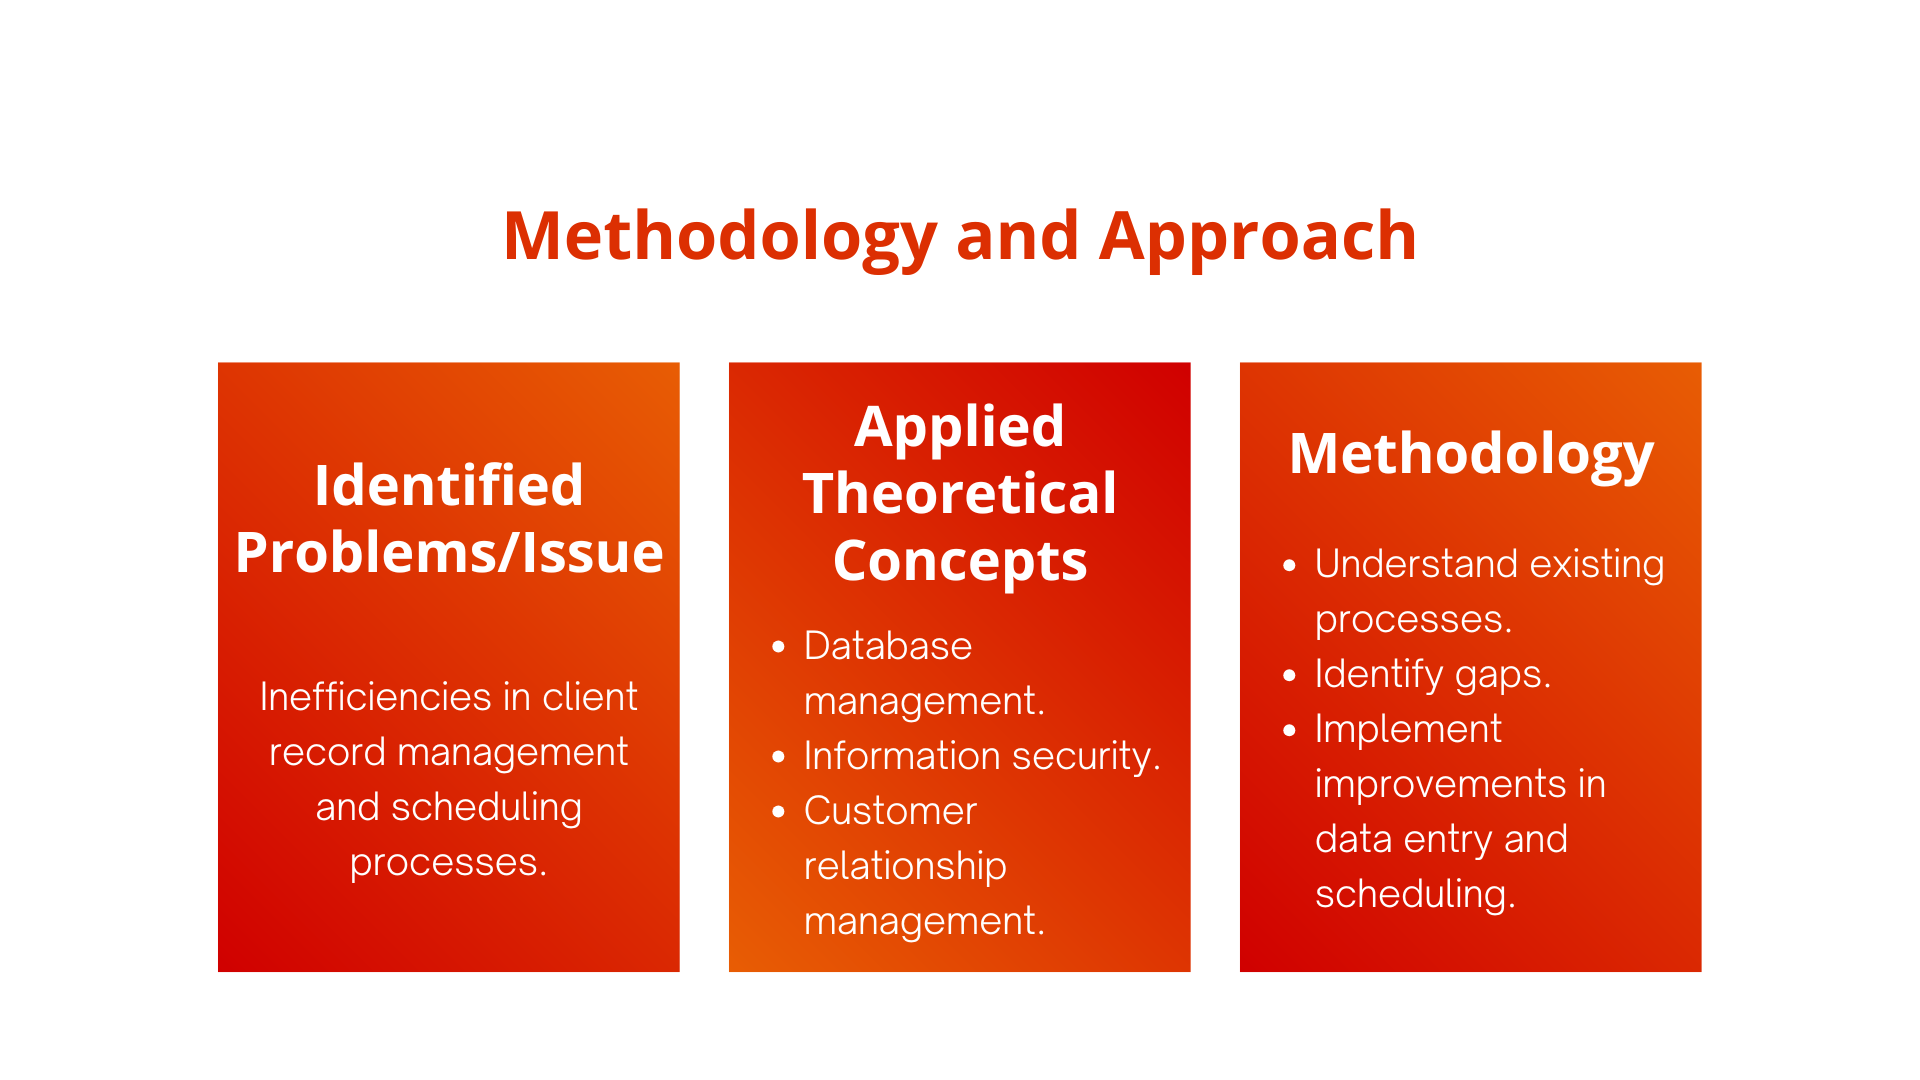 Methodology and Approach
Identified
Problems/Issue
Inefficiencies in client
record management
and scheduling
processes.
Applied
Theoretical
Concepts
• Database
management.
• Information security.
• Customer
relationship
management.
Methodology
• Understand existing
processes.
• Identify gaps.
• Implement
improvements in
data entry and
scheduling.